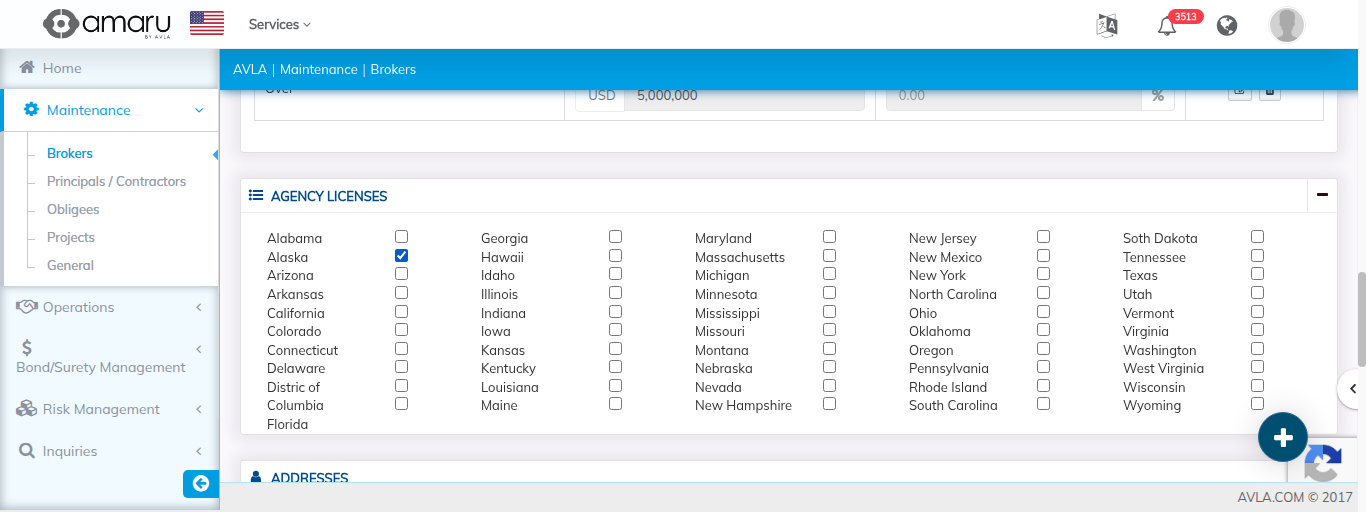 amaru
BY AVLA
Services
3513
Home
AVLA | Maintenance | Brokers
Maintenance
Brokers
Principals / Contractors
Obligees
Projects
General
Operations
Bond/Surety Management
Risk Management
Inquiries
Over
USD 5,000,000
0.00 %
AGENCY LICENSES
Alabama Georgia Maryland New Jersey Soth Dakota
Alaska Hawaii Massachusetts New Mexico Tennessee
Arizona Idaho Michigan New York Texas
Arkansas Illinois Minnesota North Carolina Utah
California Indiana Mississippi Ohio Vermont
Colorado Iowa Missouri Oklahoma Virginia
Connecticut Kansas Montana Oregon Washington
Delaware Kentucky Nebraska Pennsylvania West Virginia
Distric of Louisiana Nevada Rhode Island Wisconsin
Columbia Maine New Hampshire South Carolina Wyoming
Florida
ADDRESSES
AVLA.COM © 2017